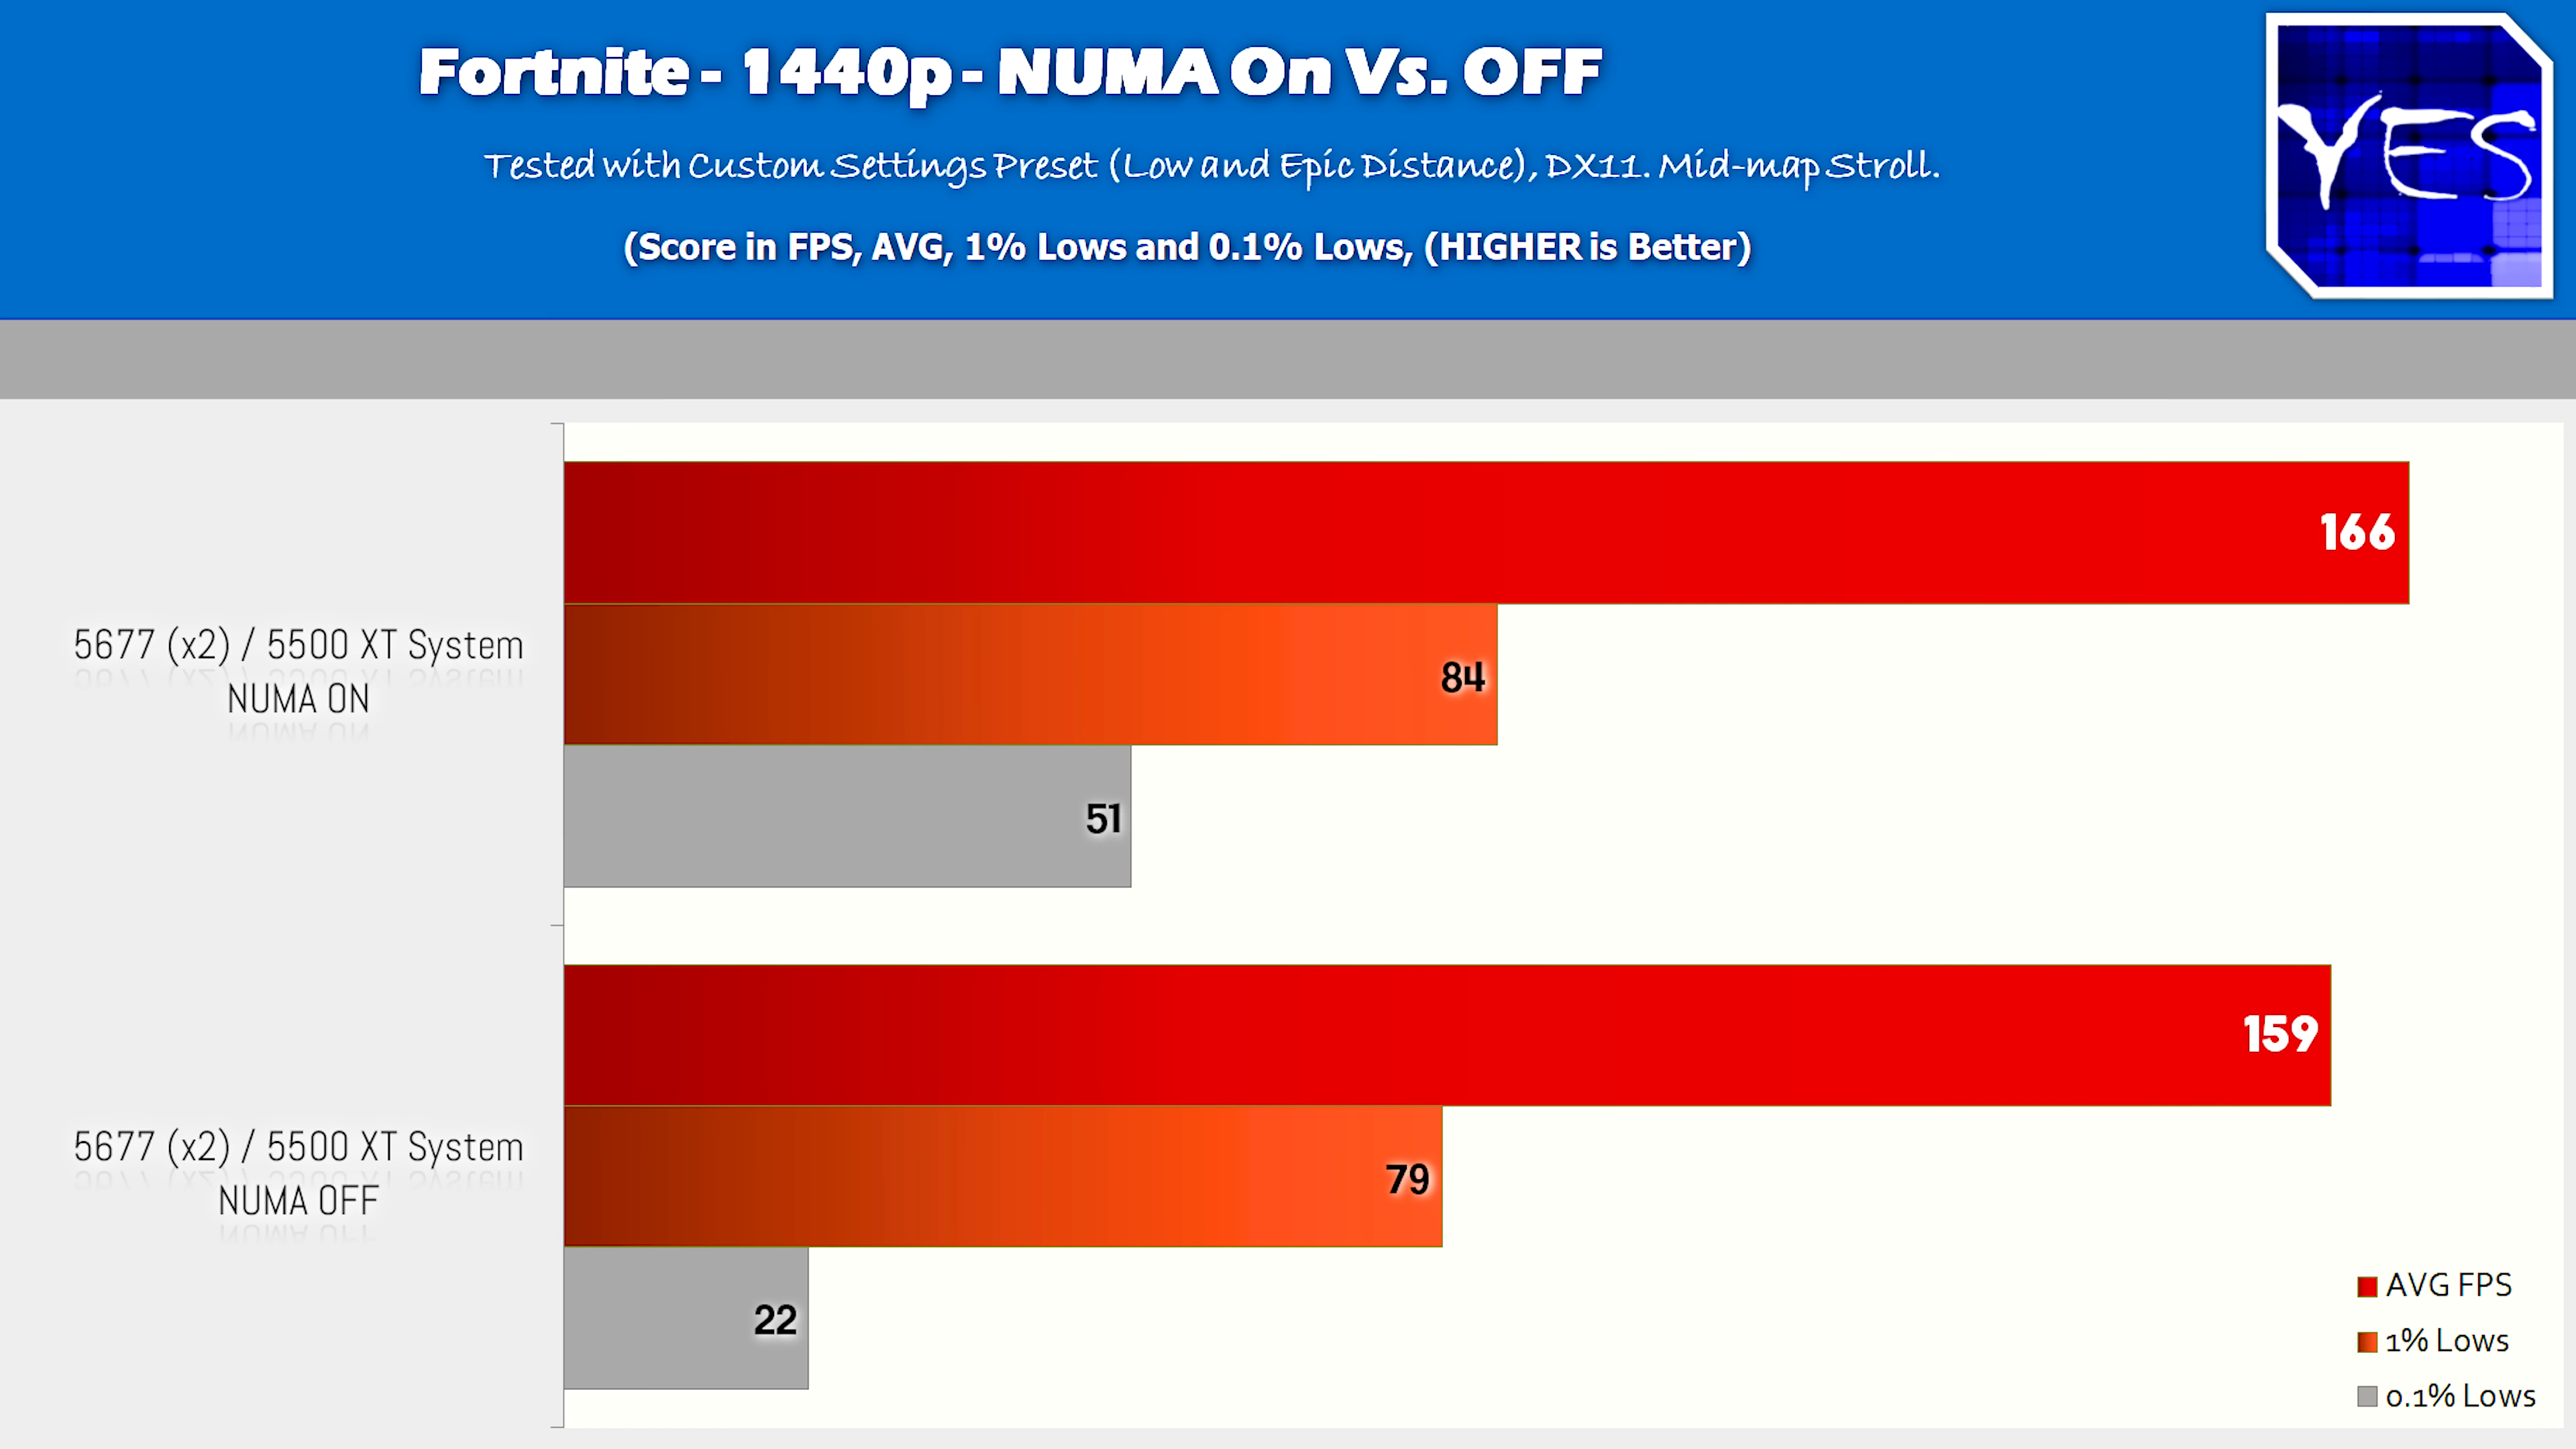 Fortnite - 1440p - NUMA On Vs. OFF
YES
Tested with Custom Settings Preset (Low and Epic Distance), DX11. Mid-map Stroll.
(Score in FPS, AVG, 1% Lows and 0.1% Lows, (HIGHER is Better)
166
5677 (x2) / 5500 XT System
NUMA ON
84
51
159
5677 (x2) / 5500 XT System
NUMA OFF
79
22
AVG FPS
1% Lows
0.1% Lows